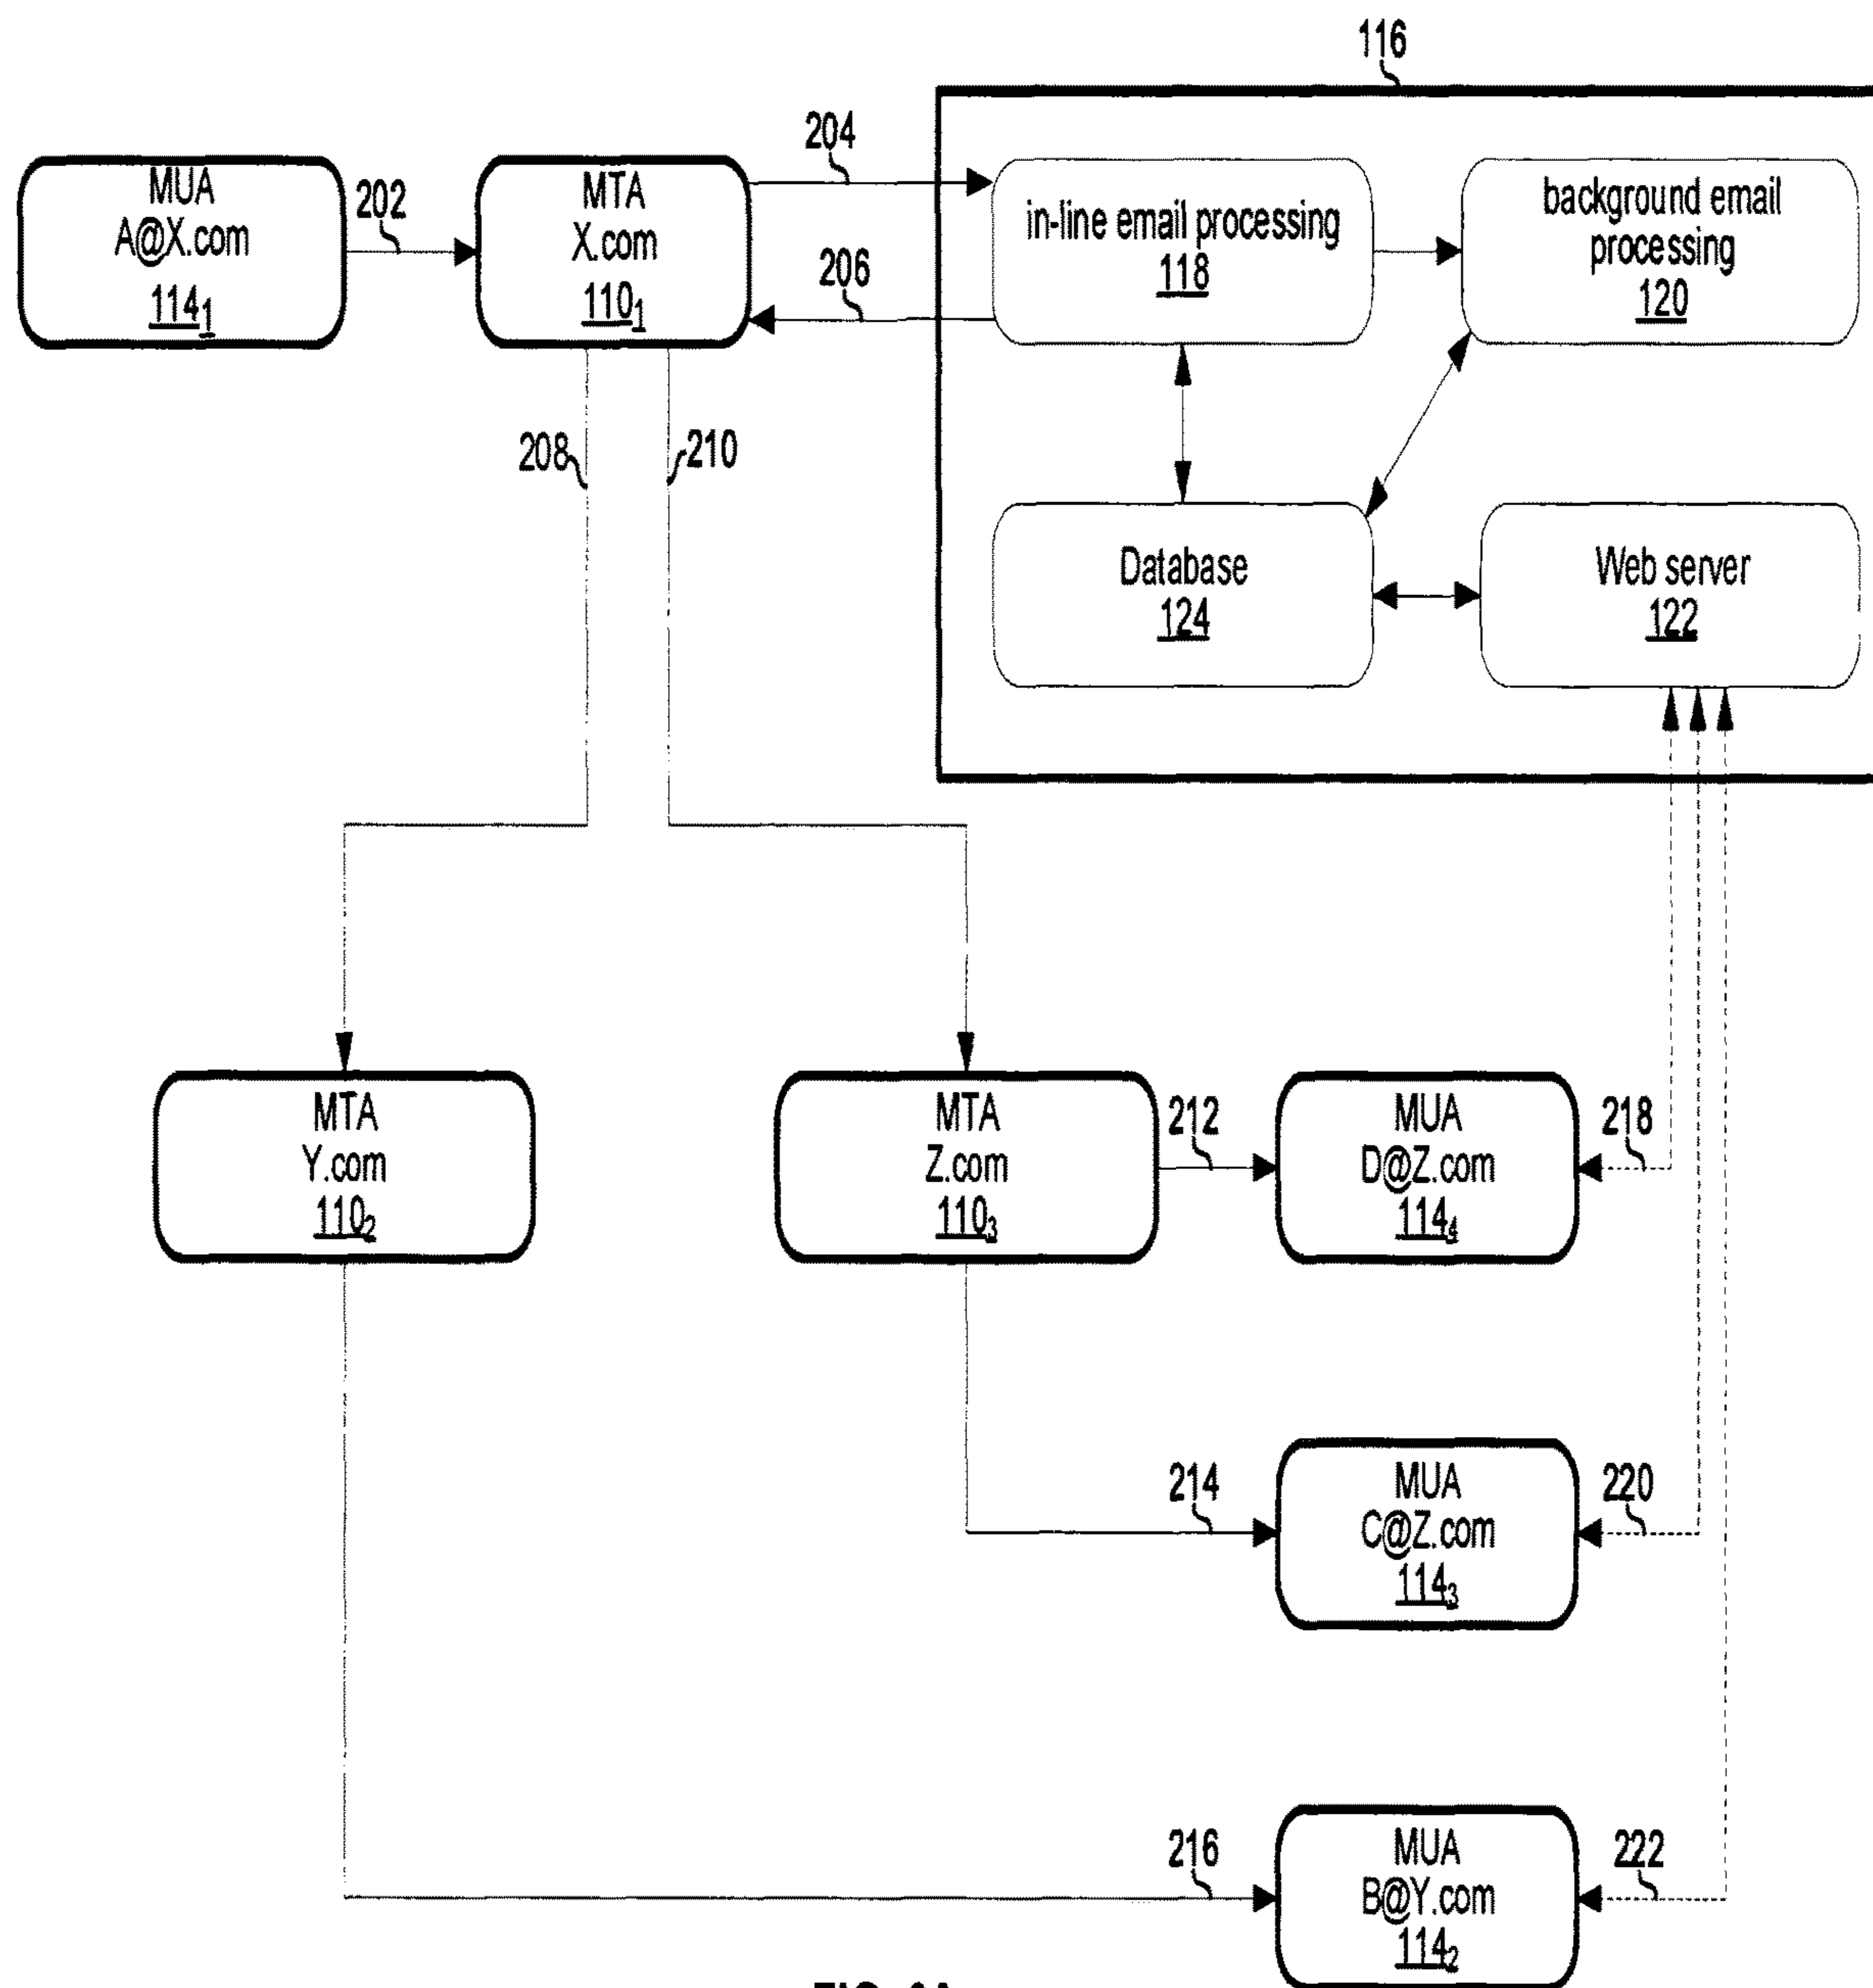 116
204
MUA
A@X.com
114₁
202
MTA
X.com
110₁
206
in-line email processing
118
background email
processing
120
208
210
Database
124
Web server
122
MTA
Y.com
110₂
MTA
Z.com
110₃
212
MUA
D@Z.com
114₄
218
214
MUA
C@Z.com
114₃
220
216
MUA
B@Y.com
114₂
222